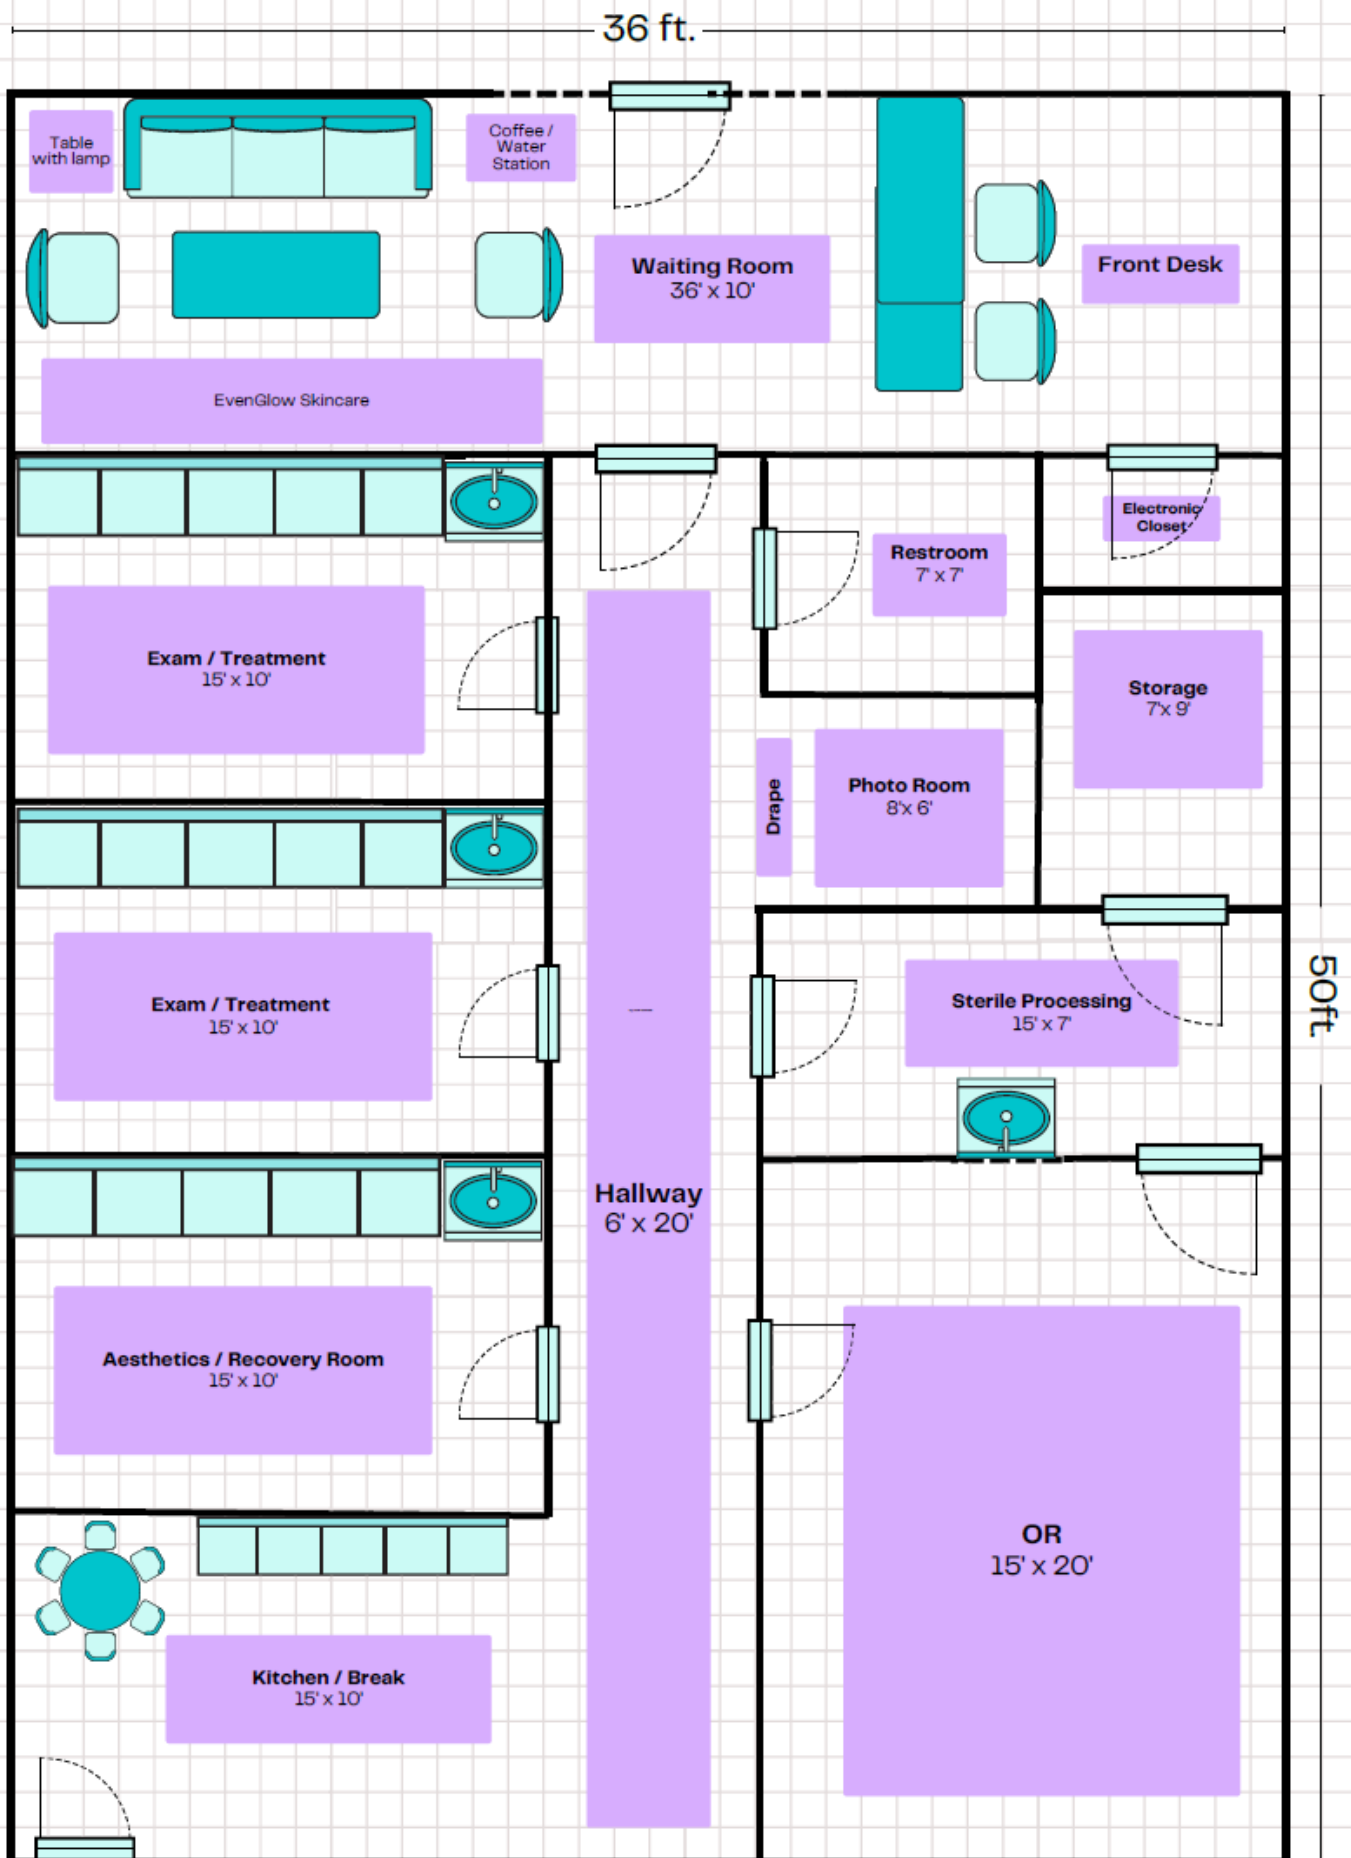 36 ft.
Table
with lamp
Coffee /
Water
Station
Waiting Room
36' x 10'
Front Desk
EvenGlow Skincare
Electronic
Closet
Restroom
7' x 7'
Exam / Treatment
15' x 10'
Storage
7'x 9'
Drape
Photo Room
8'x 6'
50ft.
Exam / Treatment
15' x 10'
Sterile Processing
15' x 7'
Hallway
6' x 20'
Aesthetics / Recovery Room
15' x 10'
OR
15' x 20'
Kitchen / Break
15' x 10'